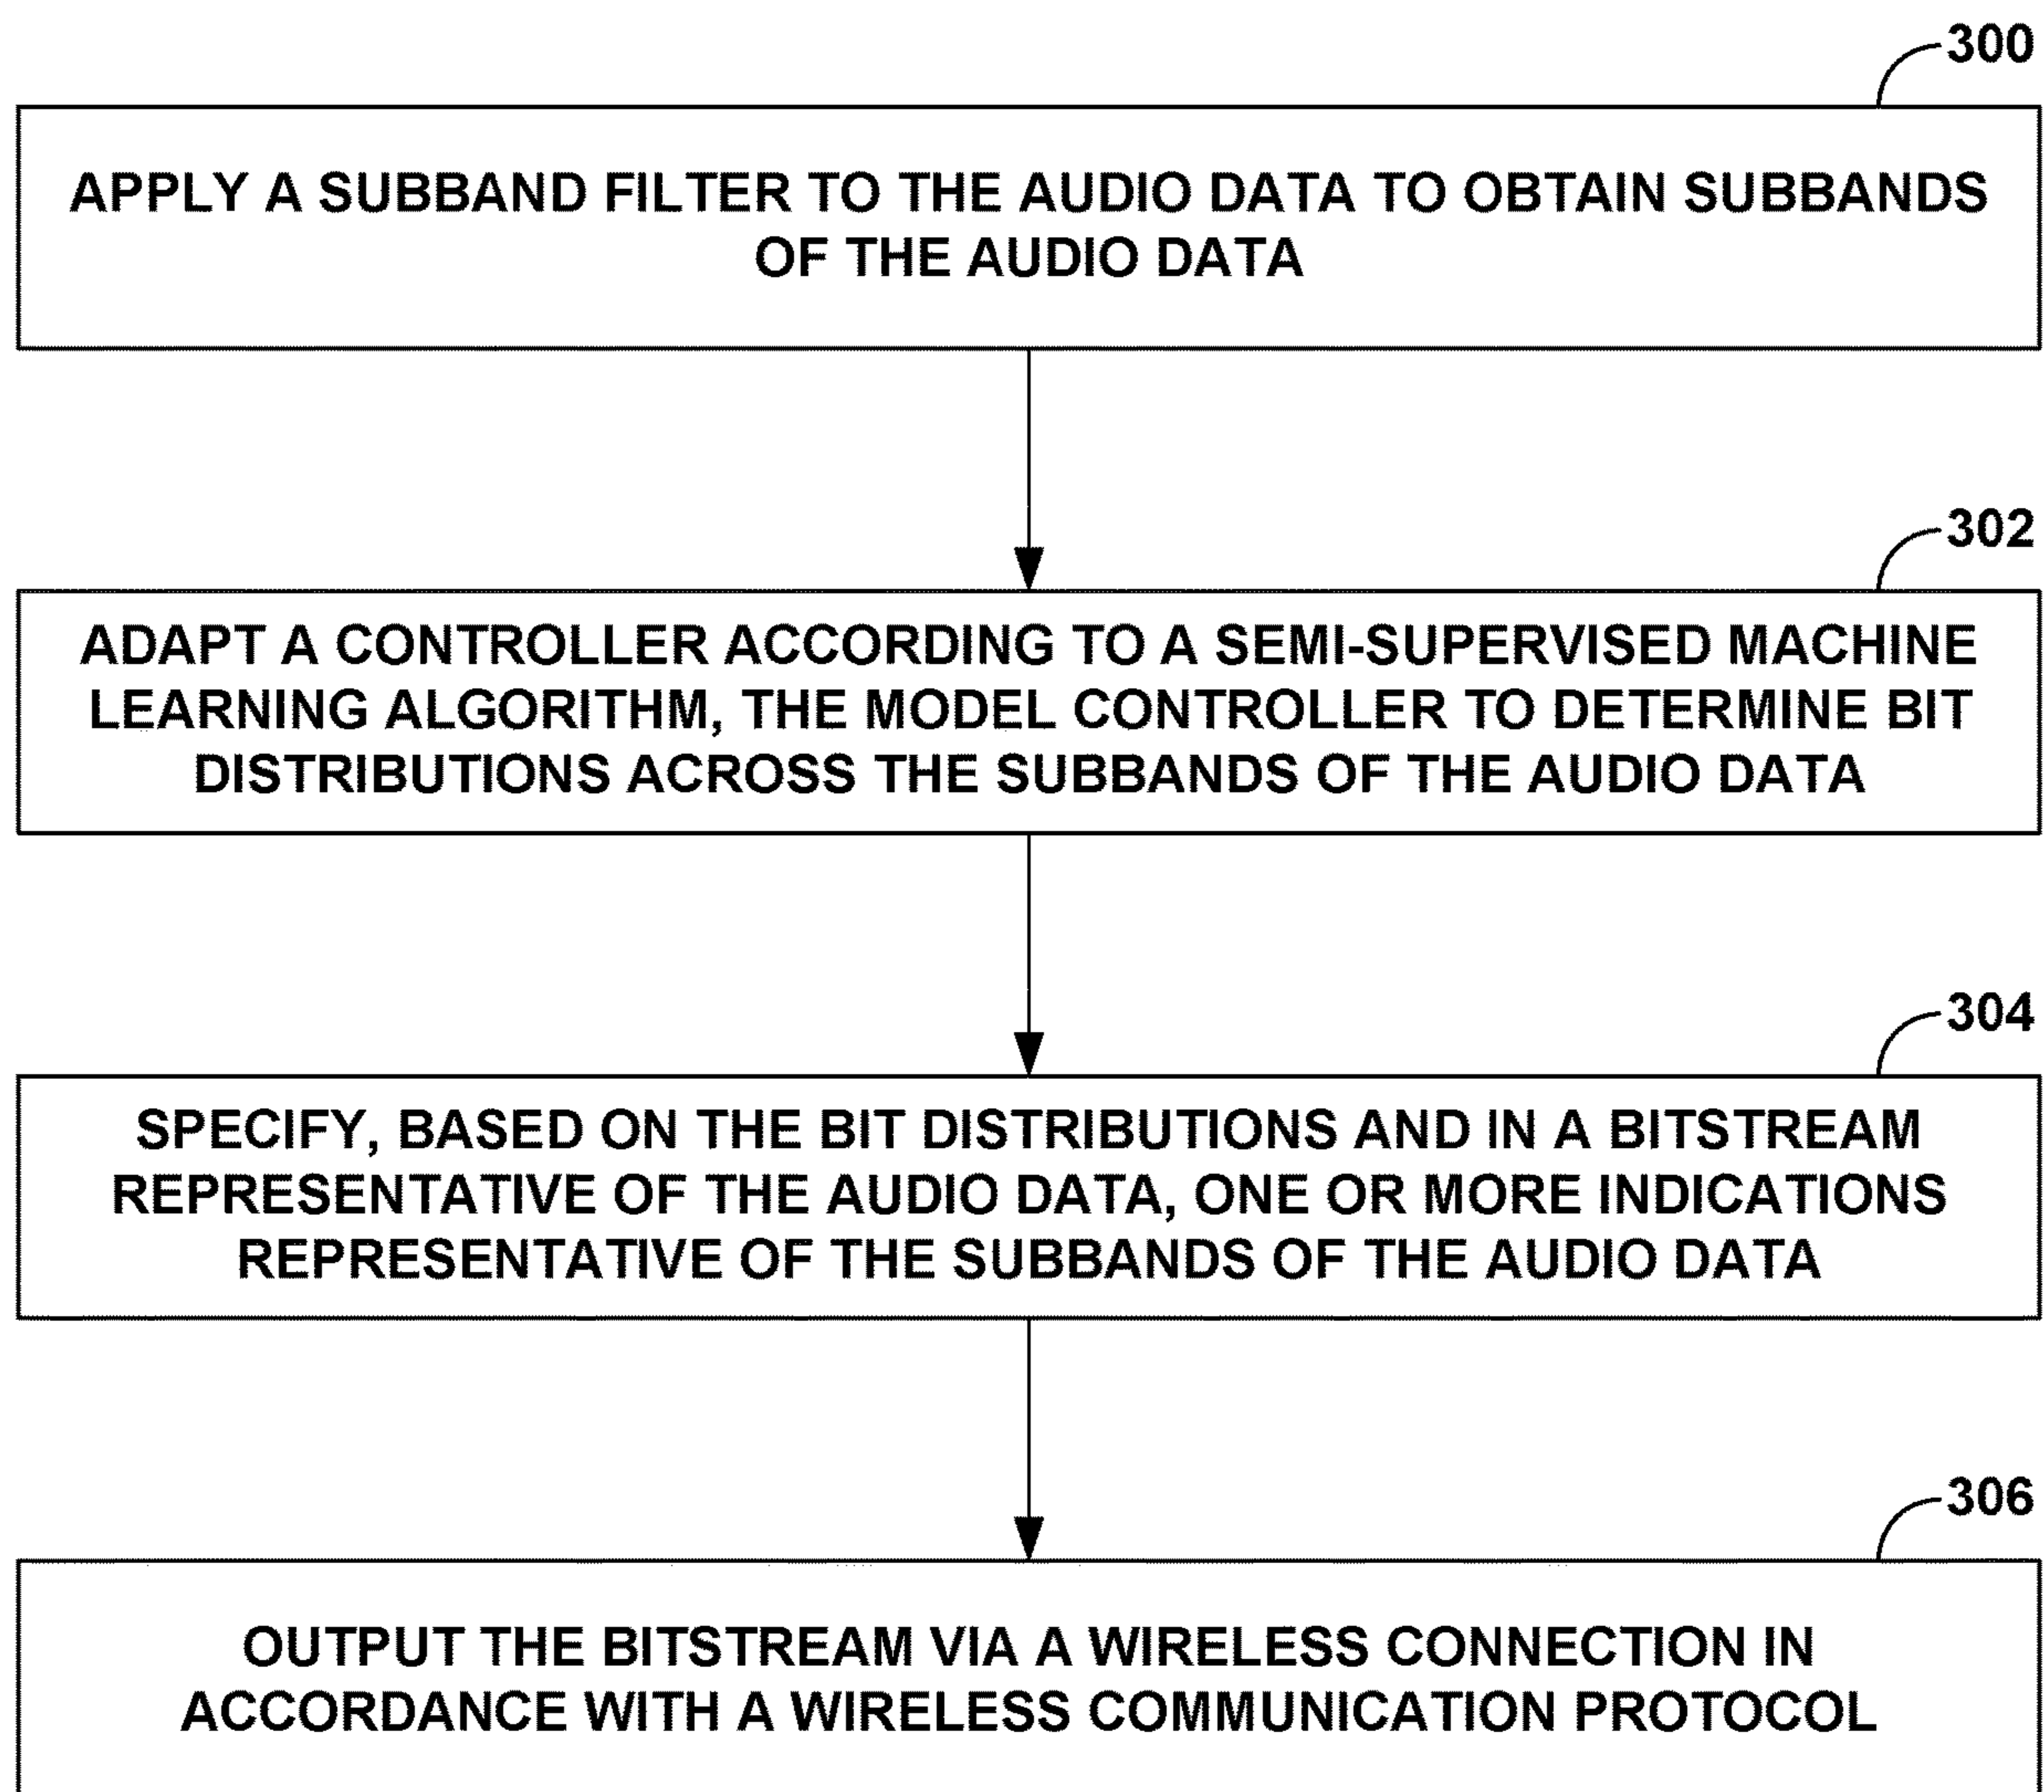 300
APPLY A SUBBAND FILTER TO THE AUDIO DATA TO OBTAIN SUBBANDS
OF THE AUDIO DATA
302
ADAPT A CONTROLLER ACCORDING TO A SEMI-SUPERVISED MACHINE
LEARNING ALGORITHM, THE MODEL CONTROLLER TO DETERMINE BIT
DISTRIBUTIONS ACROSS THE SUBBANDS OF THE AUDIO DATA
304
SPECIFY, BASED ON THE BIT DISTRIBUTIONS AND IN A BITSTREAM
REPRESENTATIVE OF THE AUDIO DATA, ONE OR MORE INDICATIONS
REPRESENTATIVE OF THE SUBBANDS OF THE AUDIO DATA
306
OUTPUT THE BITSTREAM VIA A WIRELESS CONNECTION IN
ACCORDANCE WITH A WIRELESS COMMUNICATION PROTOCOL